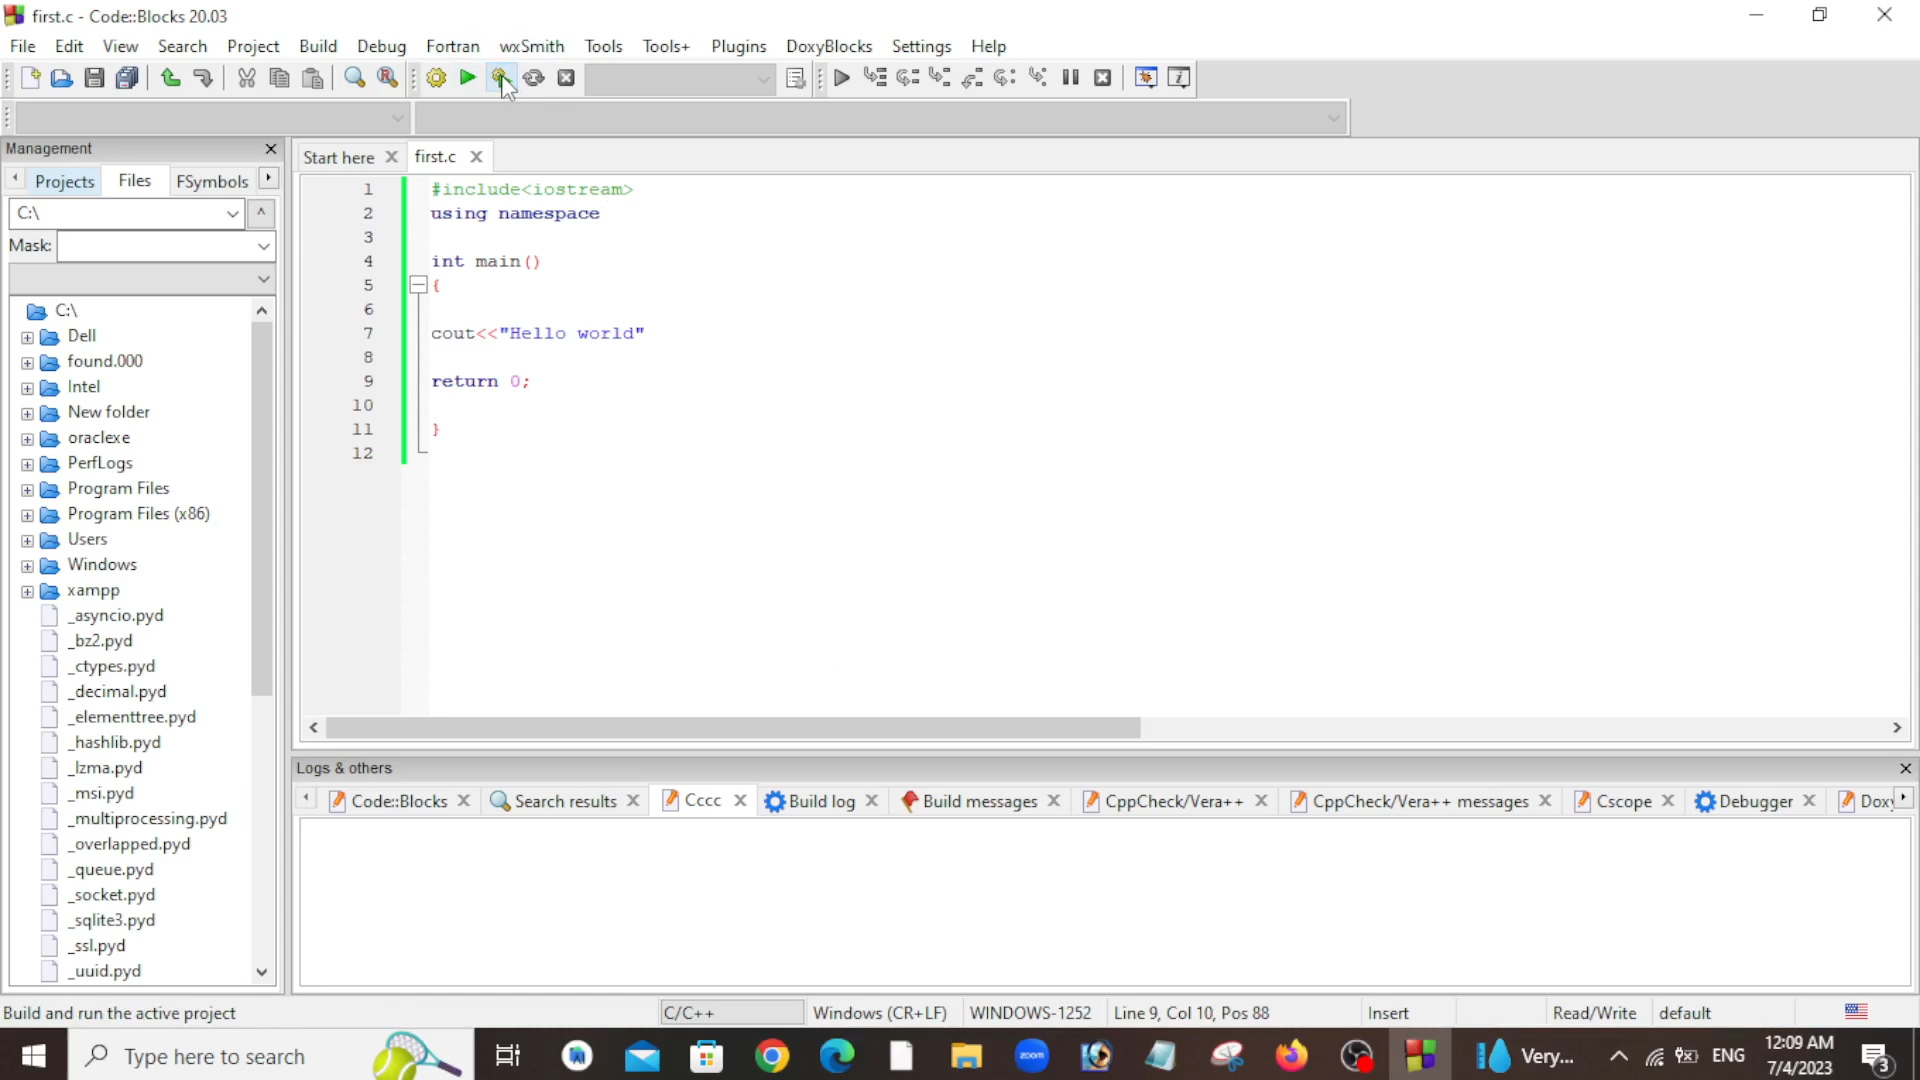 first.c - Code::Blocks 20.03
File Edit View Search Project Build Debug Fortran wxSmith Tools Tools+ Plugins DoxyBlocks Settings Help
Management
Projects Files FSymbols
C:\
Mask:
C:\
Dell
found.000
Intel
New folder
oraclexe
PerfLogs
Program Files
Program Files (x86)
Users
Windows
xampp
_asyncio.pyd
_bz2.pyd
_ctypes.pyd
_decimal.pyd
_elementtree.pyd
_hashlib.pyd
_lzma.pyd
_msi.pyd
_multiprocessing.pyd
_overlapped.pyd
_queue.pyd
_socket.pyd
_sqlite3.pyd
_ssl.pyd
_uuid.pyd
Start here first.c
1 #include<iostream>
2 using namespace
3
4 int main()
5 {
6
7 cout<<"Hello world"
8
9 return 0;
10
11 }
12
Logs & others
Code::Blocks Search results Cccc Build log Build messages CppCheck/Vera++ CppCheck/Vera++ messages Cscope Debugger Doxy
Build and run the active project C/C++ Windows (CR+LF) WINDOWS-1252 Line 9, Col 10, Pos 88 Insert Read/Write default
Type here to search zoom Very... ENG 12:09 AM
7/4/2023 3